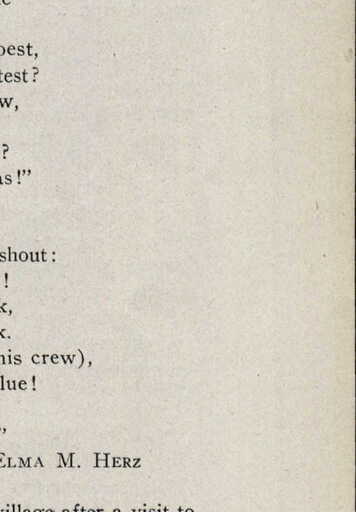 best,
test?
w,
?
as!"
shout:
!
k,
k.
his crew),
lue!
"
ELMA M. HERZ
village after a visit to